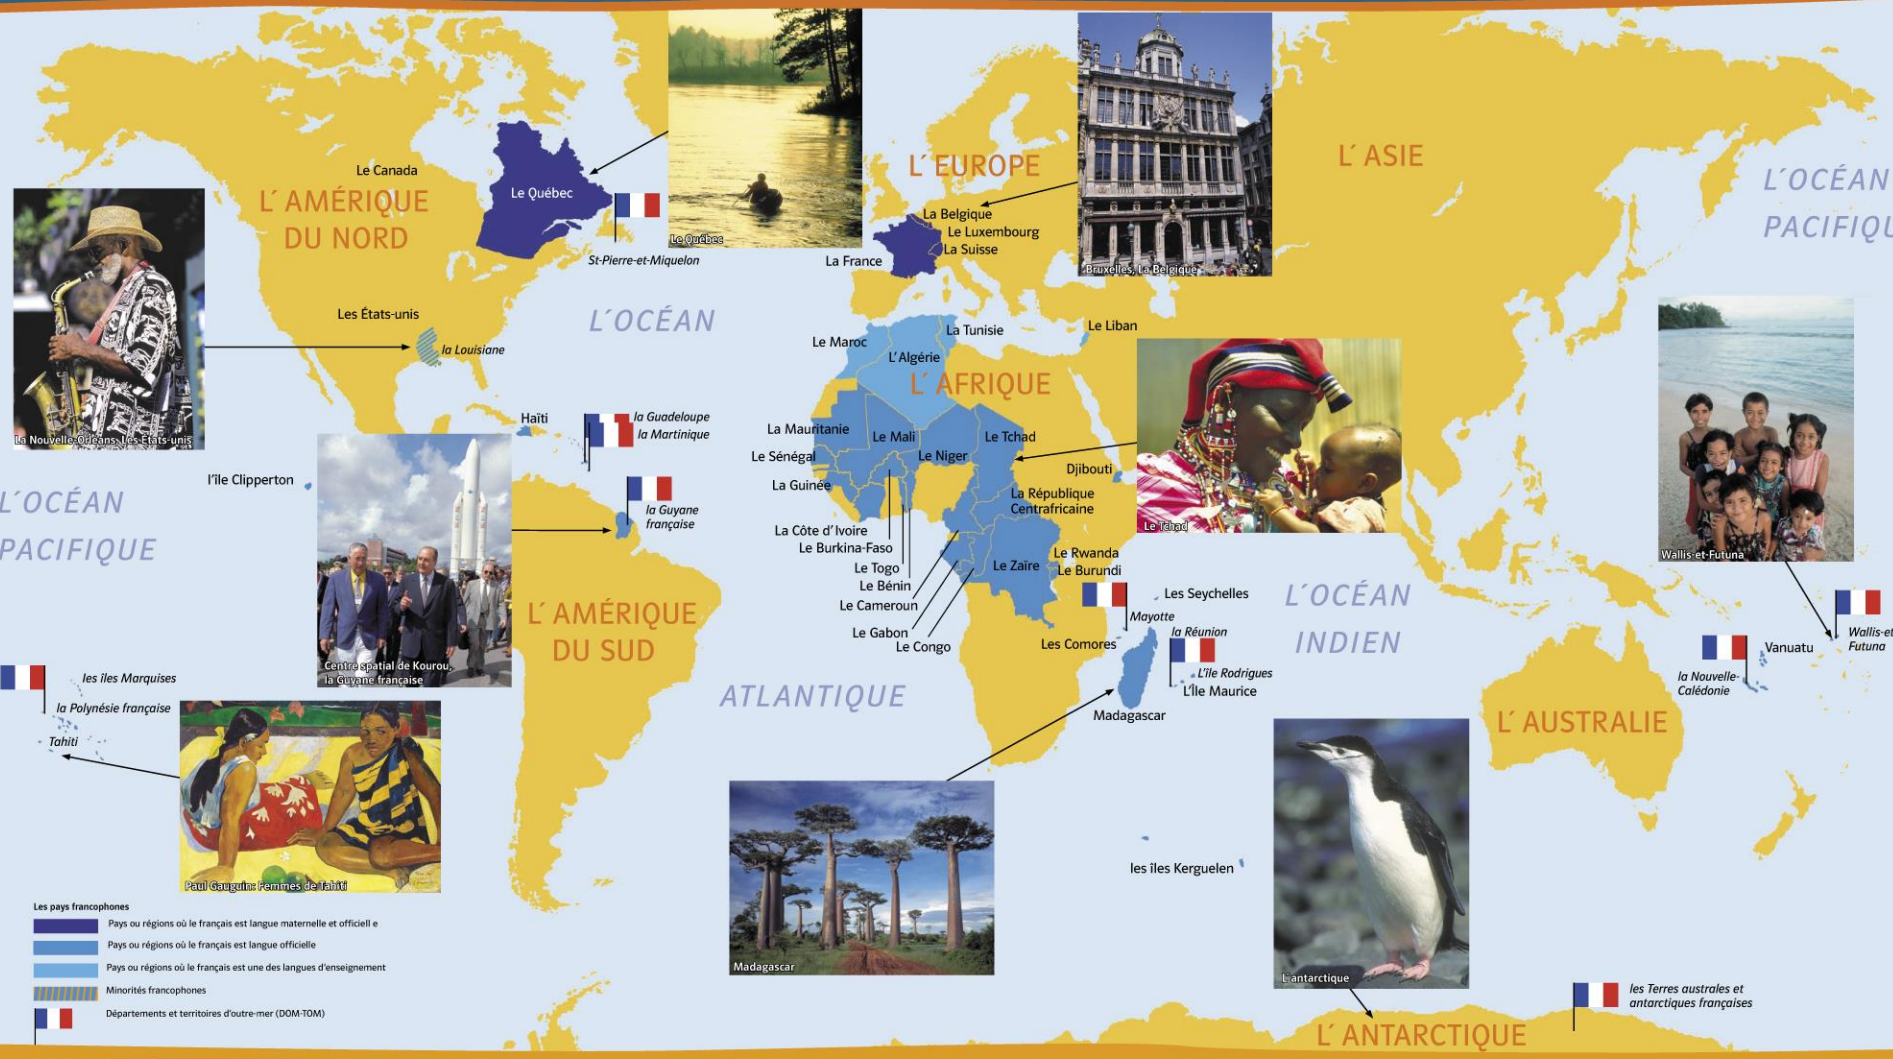 L´ AMÉRIQUE
DU NORD
Le Canada
Le Québec
St-Pierre-et-Miquelon
Le Québec
La Nouvelle-Orléans, Les États-unis
Les États-unis
la Louisiane
L´OCÉAN
ATLANTIQUE
Haïti
la Guadeloupe
la Martinique
l'île Clipperton
la Guyane
française
Centre spatial de Kourou,
la Guyane française
L´OCÉAN
PACIFIQUE
L´ AMÉRIQUE
DU SUD
les îles Marquises
la Polynésie française
Tahiti
Paul Gauguin: Femmes de Tahiti
L´EUROPE
La Belgique
Le Luxembourg
La Suisse
La France
Bruxelles, La Belgique
L´ ASIE
L´OCÉAN
PACIFIQU
Le Maroc
La Tunisie
L'Algérie
Le Liban
L´ AFRIQUE
La Mauritanie
Le Mali
Le Tchad
Le Sénégal
Le Niger
Djibouti
La Guinée
La République
Centrafricaine
La Côte d'Ivoire
Le Burkina-Faso
Le Togo
Le Bénin
Le Cameroun
Le Gabon
Le Congo
Le Zaïre
Le Rwanda
Le Burundi
Le Tchad
Les Seychelles
Mayotte
la Réunion
Les Comores
L'île Rodrigues
L'Île Maurice
Madagascar
Madagascar
L´OCÉAN
INDIEN
Wallis-et-Futuna
Wallis-et
Futuna
Vanuatu
la Nouvelle-
Calédonie
L´ AUSTRALIE
les îles Kerguelen
L'antarctique
les Terres australes et
antarctiques françaises
L´ ANTARCTIQUE
Les pays francophones
Pays ou régions où le français est langue maternelle et officiell e
Pays ou régions où le français est langue officielle
Pays ou régions où le français est une des langues d'enseignement
Minorités francophones
Départements et territoires d'outre-mer (DOM-TOM)